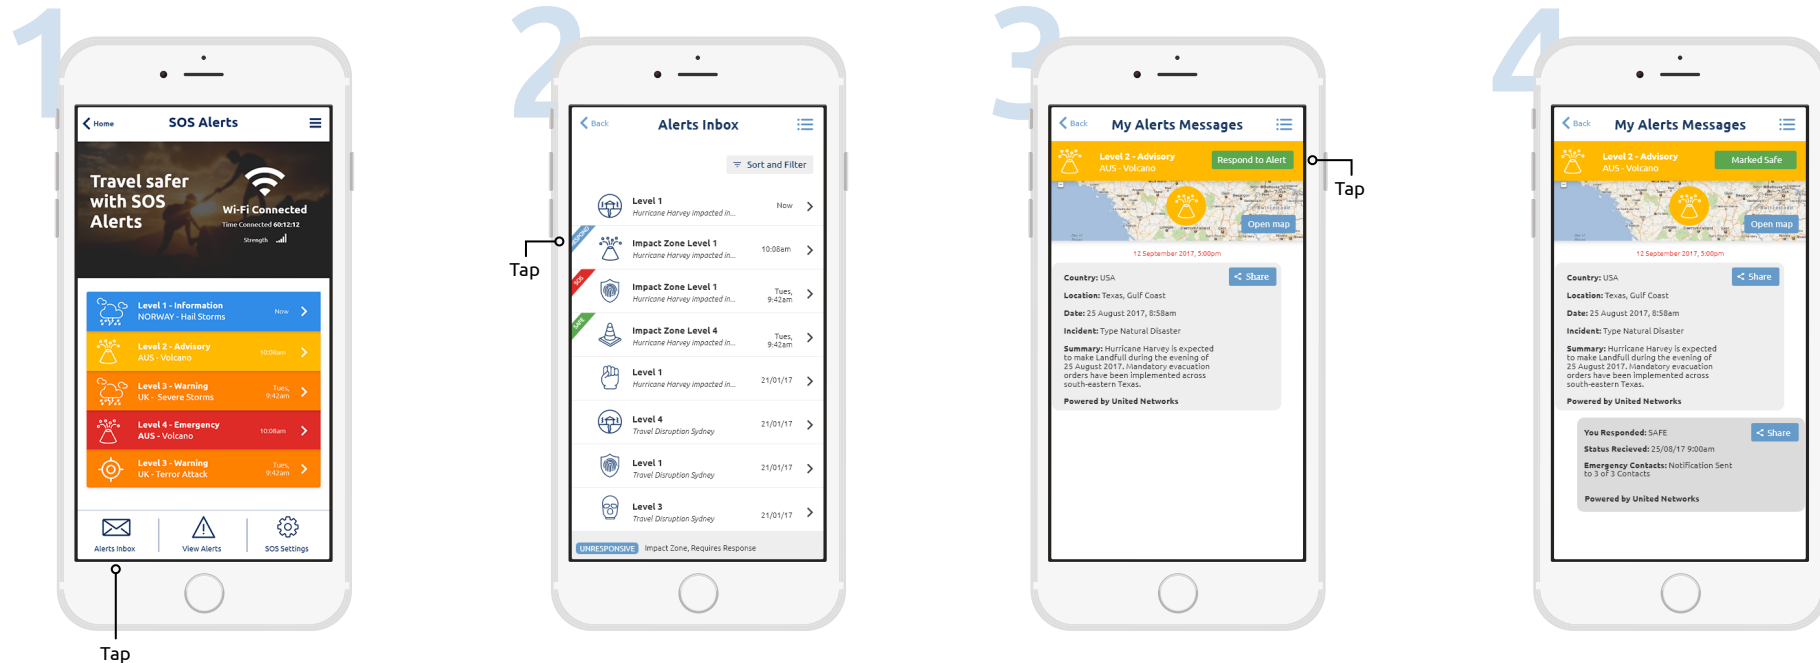 1
Home
SOS Alerts
Travel safer
with SOS
Alerts
Wi-Fi Connected
Time Connected 60:12:12
Strength
Level 1 - Information
NORWAY - Hail Storms
Now
Level 2 - Advisory
AUS - Volcano
10:08am
Level 3 - Warning
UK - Severe Storms
Tues,
9:42am
Level 4 - Emergency
AUS - Volcano
10:08am
Level 3 - Warning
UK - Terror Attack
Tues,
9:42am
Alerts Inbox
View Alerts
SOS Settings
Tap
2
Back
Alerts Inbox
Sort and Filter
Level 1
Hurricane Harvey impacted in...
Now
Impact Zone Level 1
Hurricane Harvey impacted in...
10:08am
Tap
SOS
Impact Zone Level 1
Hurricane Harvey impacted in...
Tues,
9:42am
SAFE
Impact Zone Level 4
Hurricane Harvey impacted in...
Tues,
9:42am
Level 1
Hurricane Harvey impacted in...
21/01/17
Level 4
Travel Disruption Sydney
21/01/17
Level 1
Travel Disruption Sydney
21/01/17
Level 3
Travel Disruption Sydney
21/01/17
UNRESPONSIVE Impact Zone, Requires Response
3
Back
My Alerts Messages
Level 2 - Advisory
AUS - Volcano
Respond to Alert
Tap
Open map
12 September 2017, 5:00pm
Share
Country: USA
Location: Texas, Gulf Coast
Date: 25 August 2017, 8:58am
Incident: Type Natural Disaster
Summary: Hurricane Harvey is expected
to make Landfull during the evening of
25 August 2017. Mandatory evacuation
orders have been implemented across
south-eastern Texas.
Powered by United Networks
4
Back
My Alerts Messages
Level 2 - Advisory
AUS - Volcano
Marked Safe
Open map
12 September 2017, 5:00pm
Share
Country: USA
Location: Texas, Gulf Coast
Date: 25 August 2017, 8:58am
Incident: Type Natural Disaster
Summary: Hurricane Harvey is expected
to make Landfull during the evening of
25 August 2017. Mandatory evacuation
orders have been implemented across
south-eastern Texas.
Powered by United Networks
You Responded: SAFE
Share
Status Recieved: 25/08/17 9:00am
Emergency Contacts: Notification Sent
to 3 of 3 Contacts
Powered by United Networks